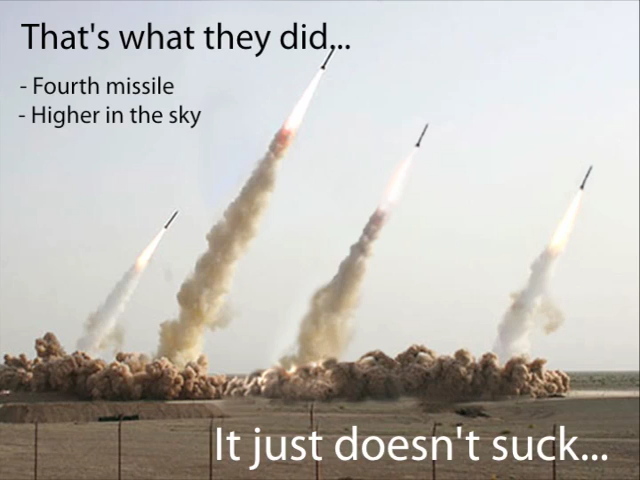 That's what they did...
- Fourth missile
- Higher in the sky
It just doesn't suck...